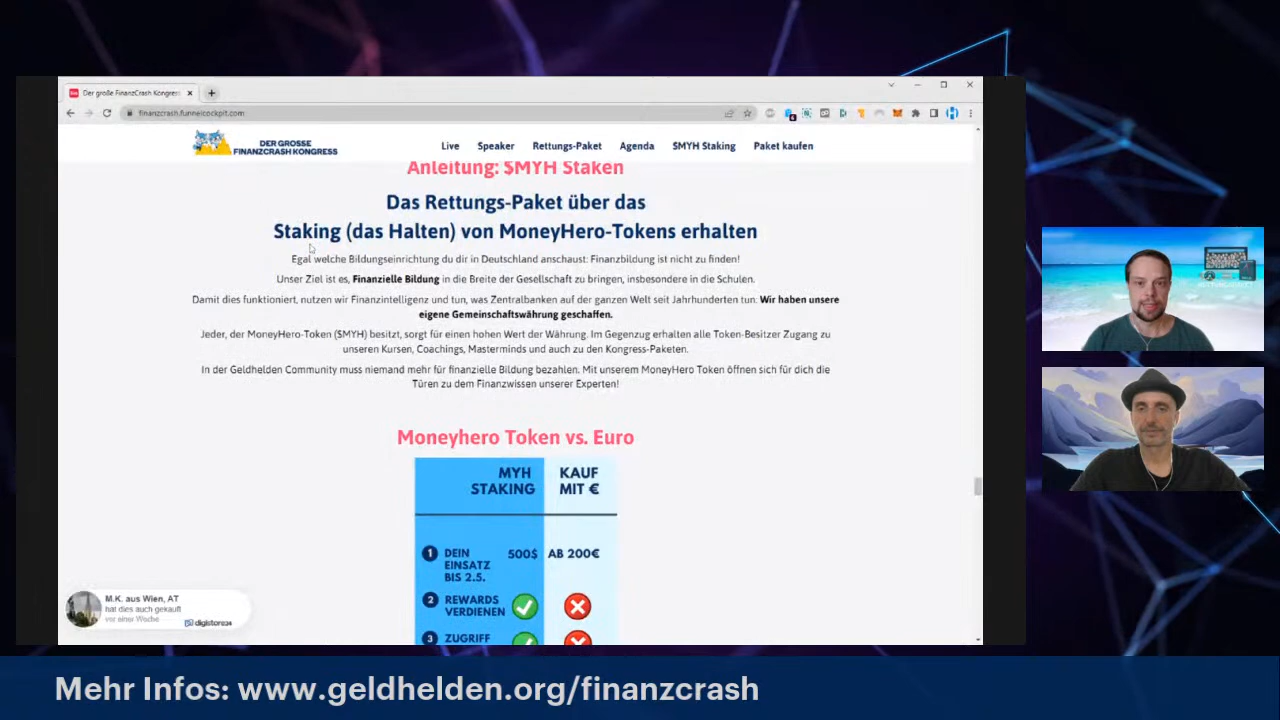 Der große FinanzCrash Kongress
finanzcrash.funnelcockpit.com
DER GROSSE
FINANZCRASH KONGRESS
Live Speaker Rettungs-Paket Agenda $MYH Staking Paket kaufen
Anleitung: $MYH Staken
Das Rettungs-Paket über das
Staking (das Halten) von MoneyHero-Tokens erhalten
Egal welche Bildungseinrichtung du dir in Deutschland anschaust: Finanzbildung ist nicht zu finden!
Unser Ziel ist es, Finanzielle Bildung in die Breite der Gesellschaft zu bringen, insbesondere in die Schulen.
Damit dies funktioniert, nutzen wir Finanzintelligenz und tun, was Zentralbanken auf der ganzen Welt seit Jahrhunderten tun: Wir haben unsere
eigene Gemeinschaftswährung geschaffen.
Jeder, der MoneyHero-Token ($MYH) besitzt, sorgt für einen hohen Wert der Währung. Im Gegenzug erhalten alle Token-Besitzer Zugang zu
unseren Kursen, Coachings, Masterminds und auch zu den Kongress-Paketen.
In der Geldhelden Community muss niemand mehr für finanzielle Bildung bezahlen. Mit unserem MoneyHero Token öffnen sich für dich die
Türen zu dem Finanzwissen unserer Experten!
Moneyhero Token vs. Euro
MYH
STAKING
KAUF
MIT €
1 DEIN
EINSATZ
BIS 2.5.
500$ AB 200€
2 REWARDS
VERDIENEN
3 ZUGRIFF
M.K. aus Wien, AT
hat dies auch gekauft
vor einer Woche
digistore24
Mehr Infos: www.geldhelden.org/finanzcrash